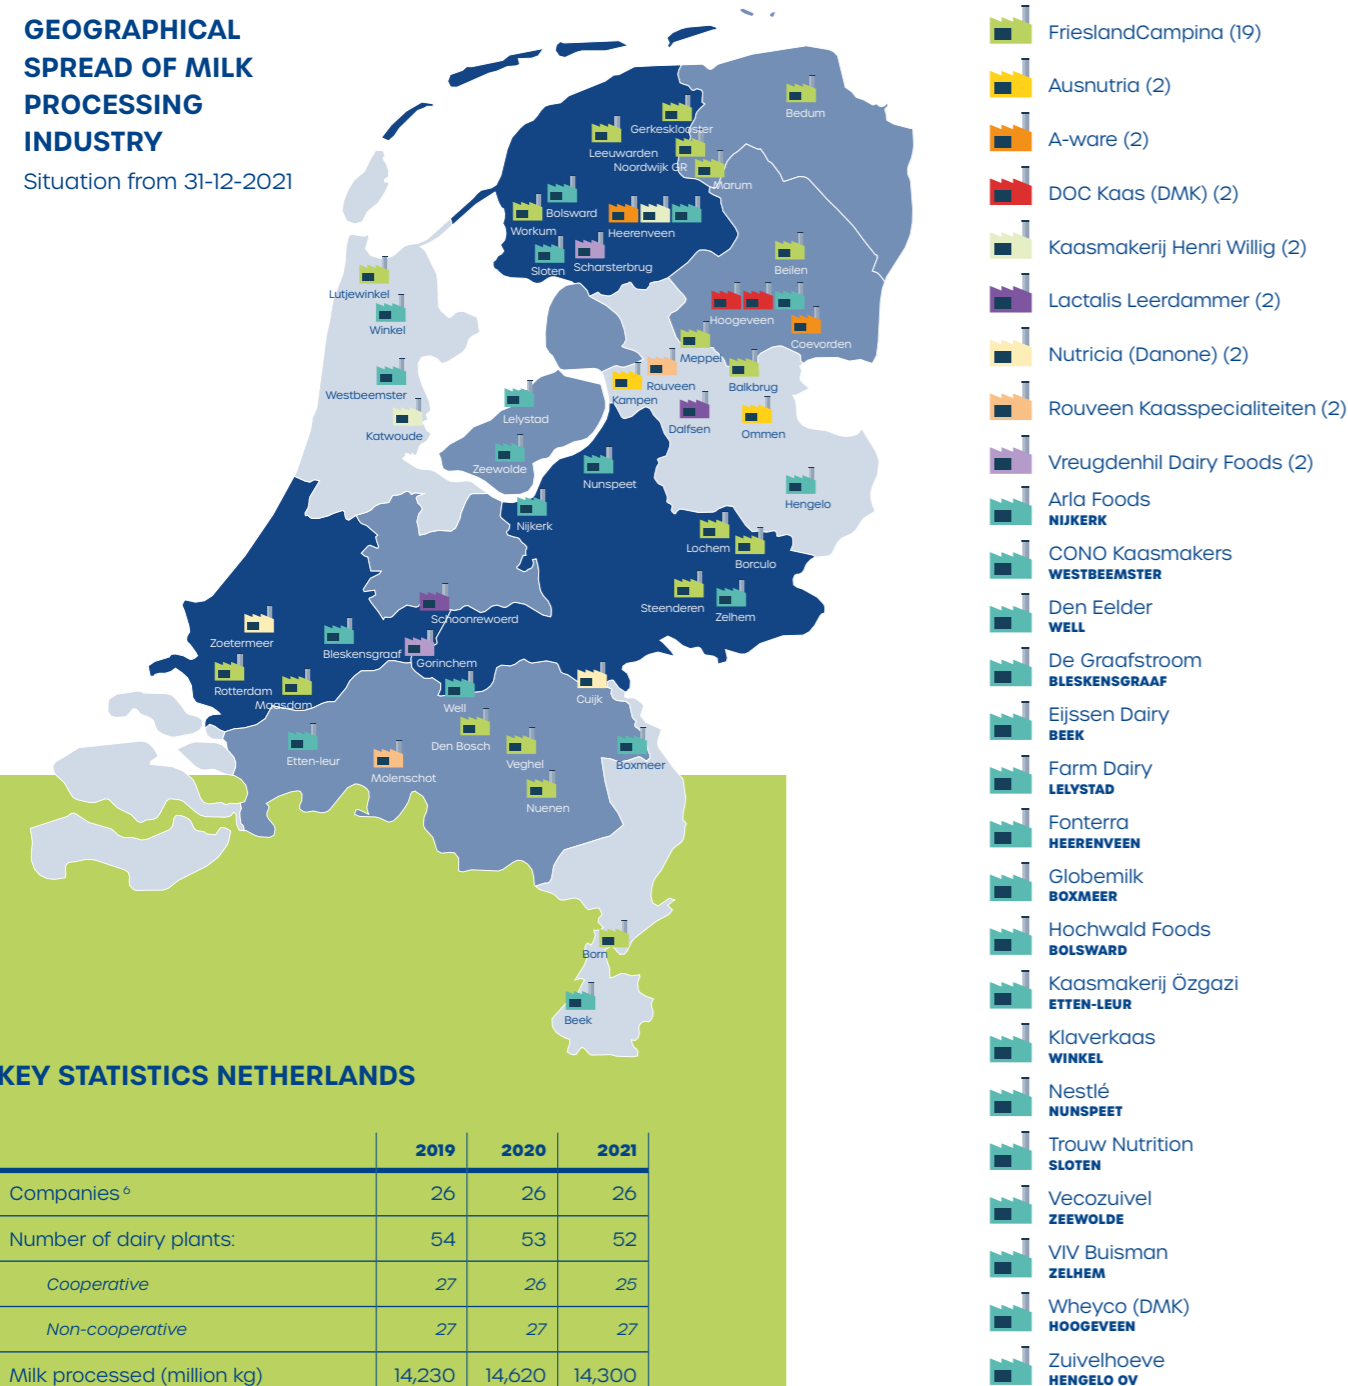 GEOGRAPHICAL
SPREAD OF MILK
PROCESSING
INDUSTRY
Situation from 31-12-2021
Bedum
Gerkesklooster
Leeuwarden
Noordwijk GR
Marum
Bolsward
Workum
Heerenveen
Sloten
Scharsterbrug
Beilen
Lutjewinkel
Winkel
Hoogeveen
Coevorden
Meppel
Westbeemster
Rouveen
Balkbrug
Kampen
Lelystad
Dalfsen
Ommen
Katwoude
Zeewolde
Nunspeet
Hengelo
Nijkerk
Lochem
Borculo
Steenderen
Zelhem
Schoonrewoerd
Zoetermeer
Bleskensgraaf
Gorinchem
Rotterdam
Maasdam
Well
Cuijk
Den Bosch
Etten-leur
Molenschot
Veghel
Boxmeer
Nuenen
Born
Beek
FrieslandCampina (19)
Ausnutria (2)
A-ware (2)
DOC Kaas (DMK) (2)
Kaasmakerij Henri Willig (2)
Lactalis Leerdammer (2)
Nutricia (Danone) (2)
Rouveen Kaasspecialiteiten (2)
Vreugdenhil Dairy Foods (2)
Arla Foods
NIJKERK
CONO Kaasmakers
WESTBEEMSTER
Den Eelder
WELL
De Graafstroom
BLESKENSGRAAF
Eijssen Dairy
BEEK
Farm Dairy
LELYSTAD
Fonterra
HEERENVEEN
Globemilk
BOXMEER
Hochwald Foods
BOLSWARD
Kaasmakerij Özgazi
ETTEN-LEUR
Klaverkaas
WINKEL
Nestlé
NUNSPEET
Trouw Nutrition
SLOTEN
Vecozuivel
ZEEWOLDE
VIV Buisman
ZELHEM
Wheyco (DMK)
HOOGEVEEN
Zuivelhoeve
HENGELO OV
KEY STATISTICS NETHERLANDS
2019 2020 2021
Companies ⁶ 26 26 26
Number of dairy plants: 54 53 52
Cooperative 27 26 25
Non-cooperative 27 27 27
Milk processed (million kg) 14,230 14,620 14,300